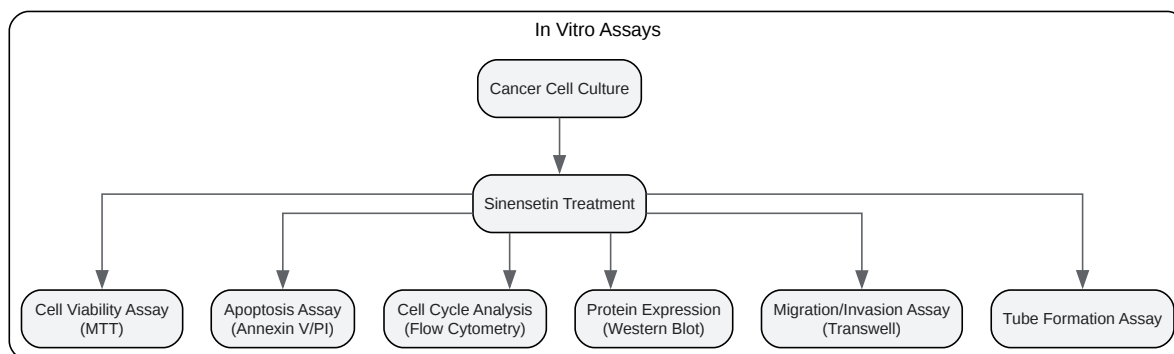 In Vitro Assays
Cancer Cell Culture
Sinensetin Treatment
Cell Viability Assay
(MTT)
Apoptosis Assay
(Annexin V/PI)
Cell Cycle Analysis
(Flow Cytometry)
Protein Expression
(Western Blot)
Migration/Invasion Assay
(Transwell)
Tube Formation Assay